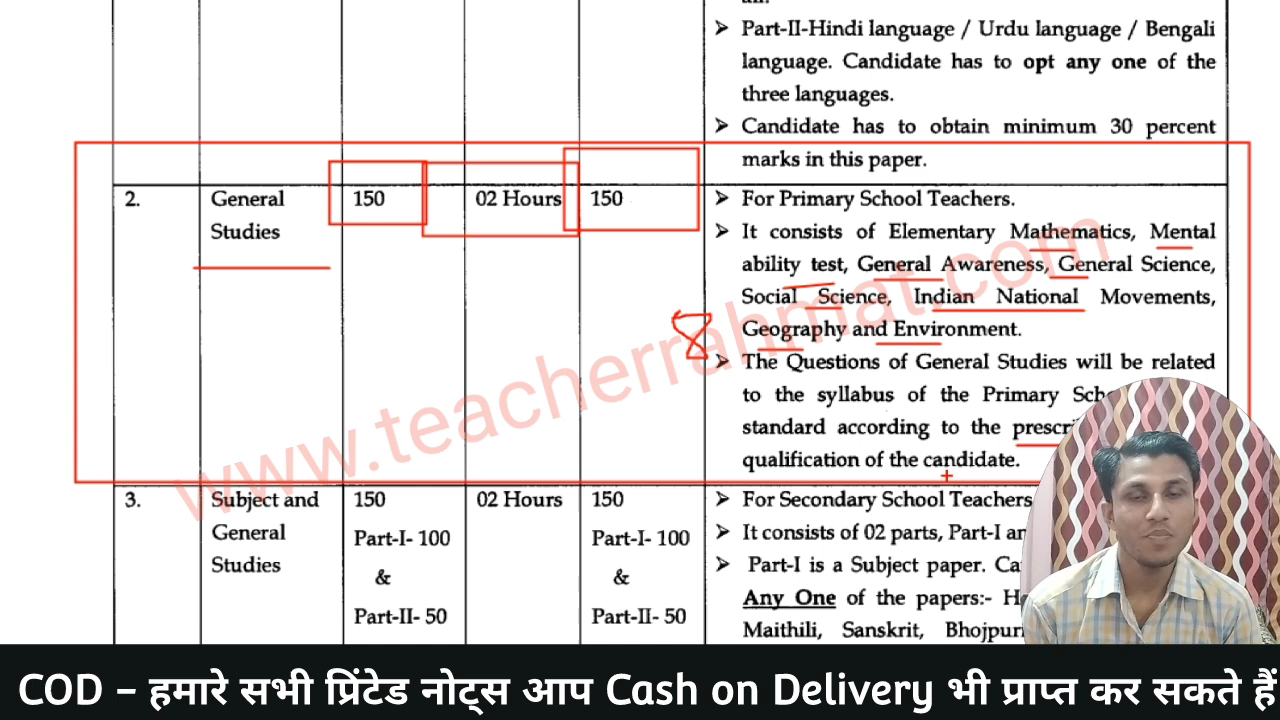 all.
➤ Part-II-Hindi language / Urdu language / Bengali
language. Candidate has to opt any one of the
three languages.
➤ Candidate has to obtain minimum 30 percent
marks in this paper.
2. General 150 02 Hours 150 ➤ For Primary School Teachers.
Studies ➤ It consists of Elementary Mathematics, Mental
ability test, General Awareness, General Science,
Social Science, Indian National Movements,
8 Geography and Environment.
➤ The Questions of General Studies will be related
to the syllabus of the Primary
standard according to the
qualification of the candidate.
www.teacherrahmat.com
3. Subject and 150 02 Hours 150 ➤ For Secondary School Teachers
General Part-I- 100 Part-I- 100 ➤ It consists of 02 parts, Part-I
Studies & & ➤ Part-I is a Subject paper.
Part-II- 50 Part-II- 50 Any One of the papers:-
Maithili, Sanskrit,
COD – हमारे सभी प्रिंटेड नोट्स आप Cash on Delivery भी प्राप्त कर सकते हैं